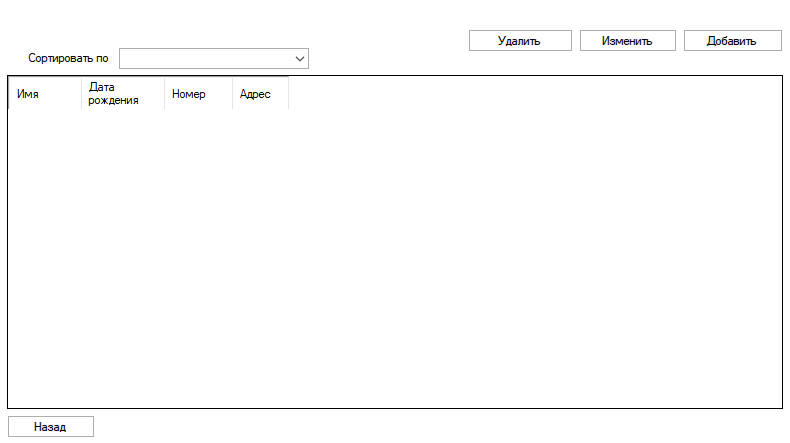 Удалить
Изменить
Добавить
Сортировать по
Имя
Дата
рождения
Номер
Адрес
Назад